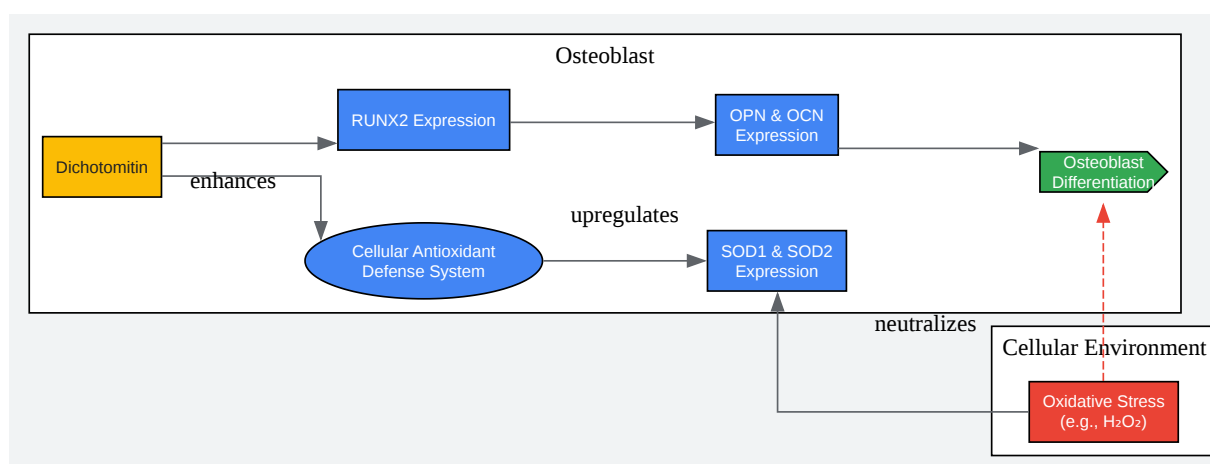 Osteoblast
RUNX2 Expression
OPN & OCN
Expression
Dichotomitin
Osteoblast
Differentiation
enhances
upregulates
Cellular Antioxidant
Defense System
SOD1 & SOD2
Expression
neutralizes
Cellular Environment
Oxidative Stress
(e.g., H₂O₂)